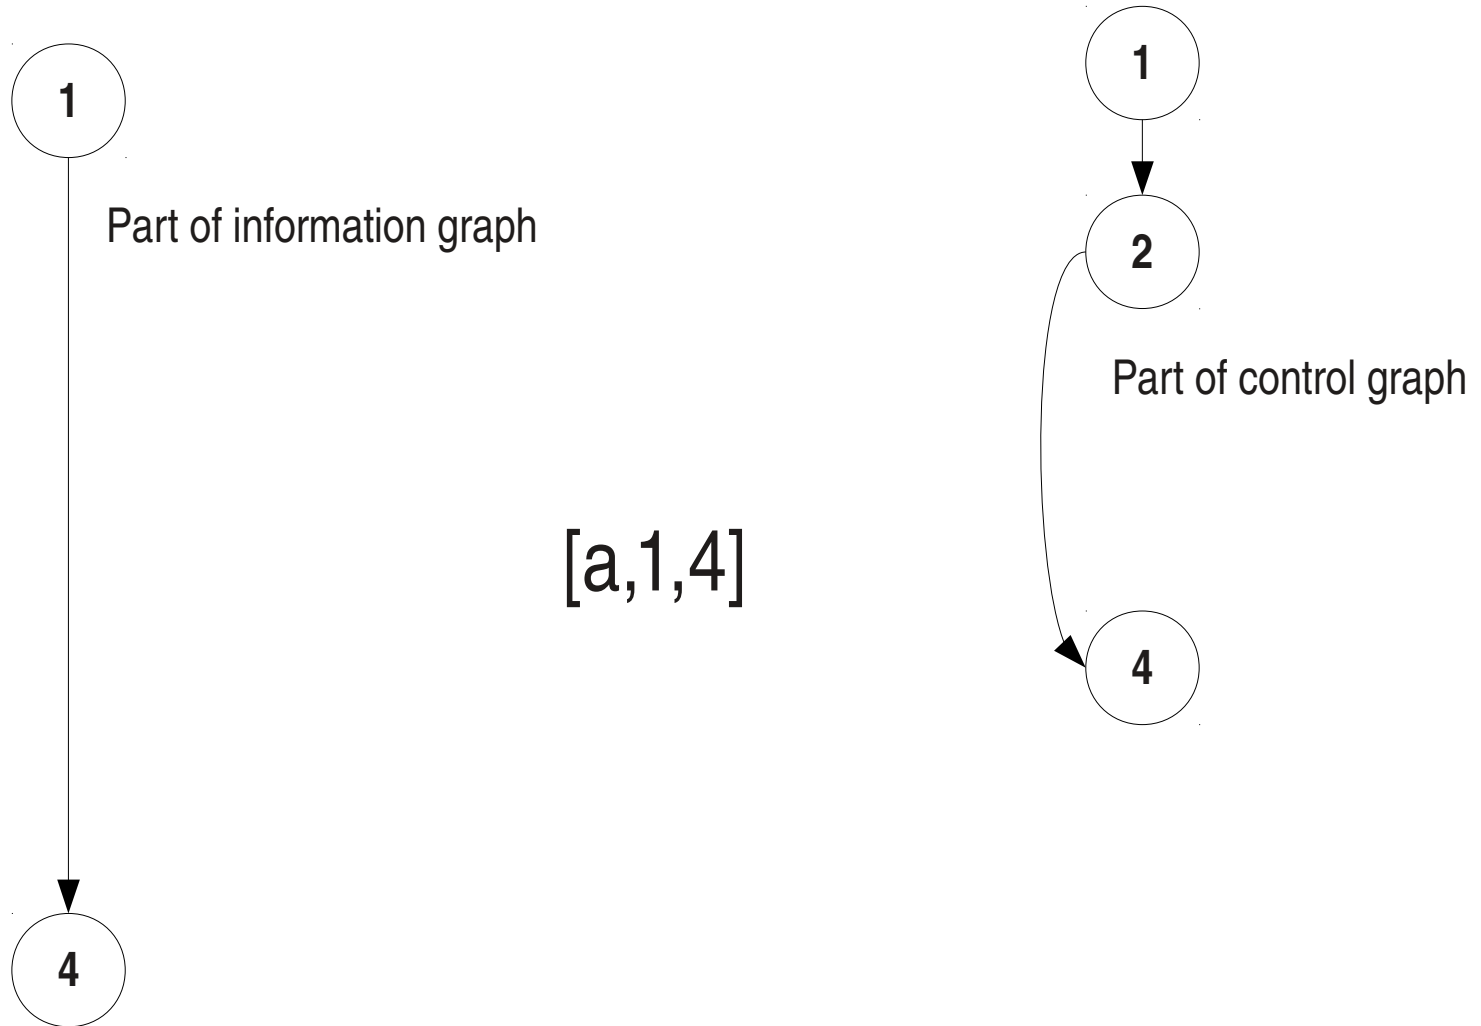 1
Part of information graph
4
[a,1,4]
1
2
Part of control graph
4